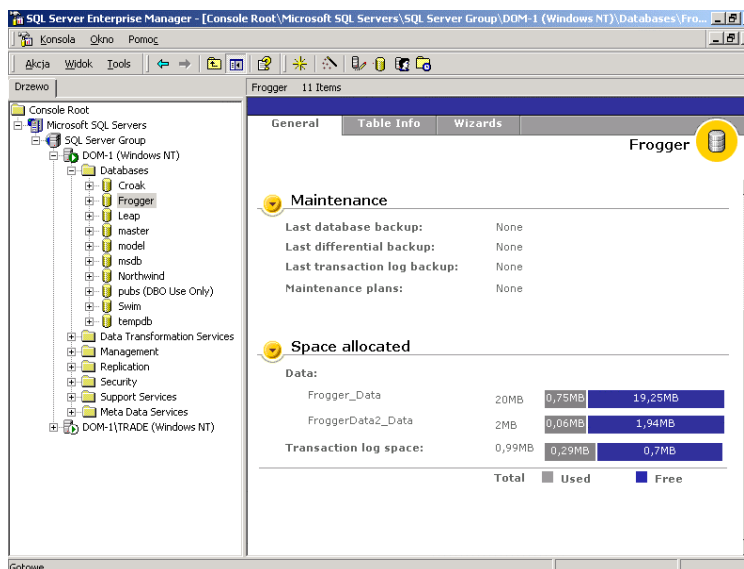 SQL Server Enterprise Manager - [Console Root\Microsoft SQL Servers\SQL Server Group\DOM-1 (Windows NT)\Databases\Fro...
Konsola Okno Pomoc
Akcja Widok Tools
Drzewo
Frogger 11 Items
Console Root
Microsoft SQL Servers
SQL Server Group
DOM-1 (Windows NT)
Databases
Croak
Frogger
Leap
master
model
msdb
Northwind
pubs (DBO Use Only)
Swim
tempdb
Data Transformation Services
Management
Replication
Security
Support Services
Meta Data Services
DOM-1\TRADE (Windows NT)
General Table Info Wizards
Frogger
Maintenance
Last database backup: None
Last differential backup: None
Last transaction log backup: None
Maintenance plans: None
Space allocated
Data:
Frogger_Data 20MB 0,75MB 19,25MB
FroggerData2_Data 2MB 0,06MB 1,94MB
Transaction log space: 0,99MB 0,29MB 0,7MB
Total Used Free
Gotowe